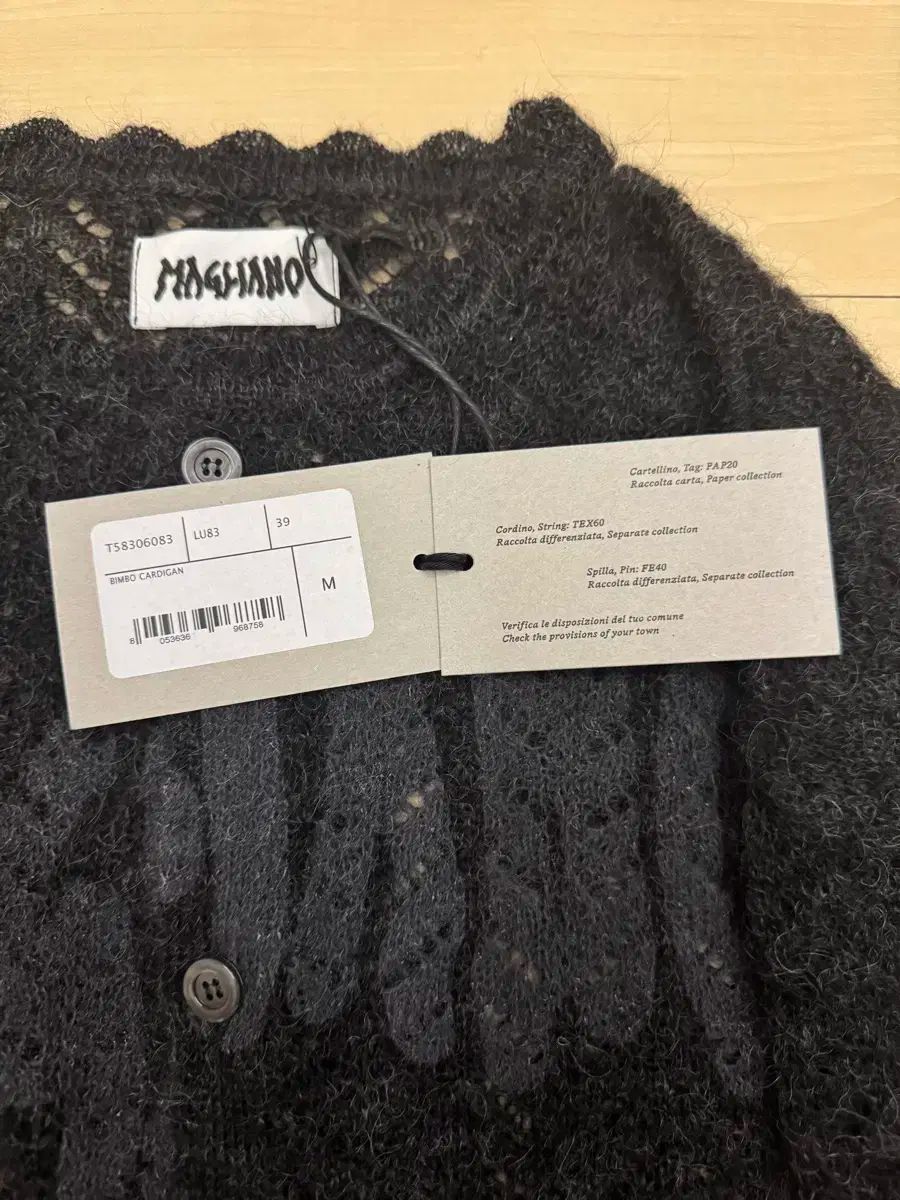 MAGLIANO
T58306083 LU83 39
BIMBO CARDIGAN
M
8 053636 968758
Cartellino, Tag: PAP20
Raccolta carta, Paper collection
Cordino, String: TEX60
Raccolta differenziata, Separate collection
Spilla, Pin: FE40
Raccolta differenziata, Separate collection
Verifica le disposizioni del tuo comune
Check the provisions of your town